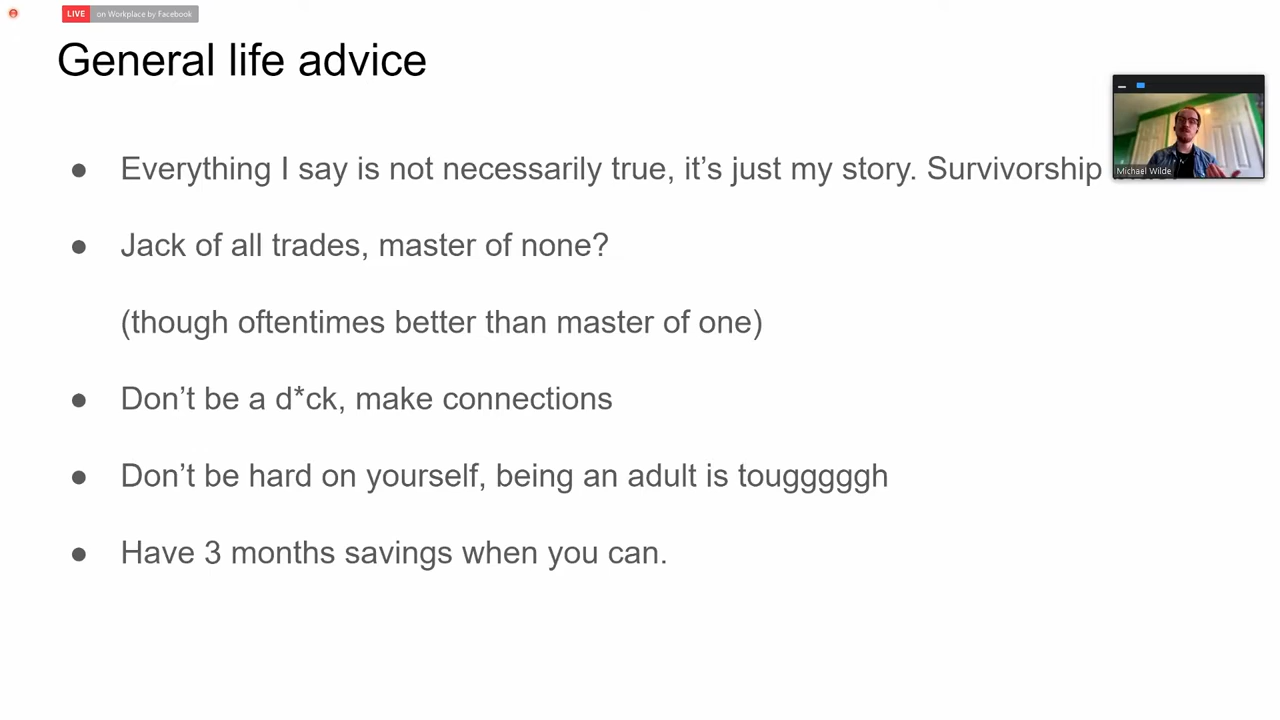 LIVE on Workplace by Facebook
General life advice
● Everything I say is not necessarily true, it’s just my story. Survivorship
● Jack of all trades, master of none?
(though oftentimes better than master of one)
● Don’t be a d*ck, make connections
● Don’t be hard on yourself, being an adult is tougggggh
● Have 3 months savings when you can.
Michael Wilde